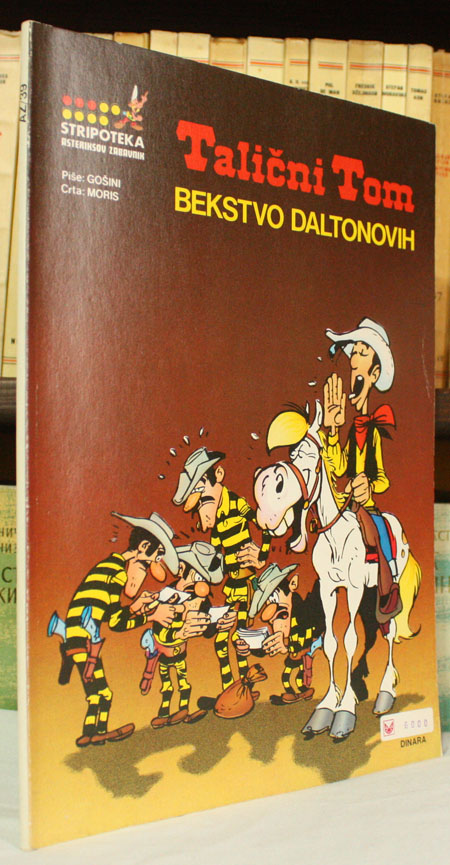 STRIPOTEKA
ASTERIKSOV ZABAVNIK
Piše: GOŠINI
Crta: MORIS
Talični Tom
BEKSTVO DALTONOVIH
DINARA